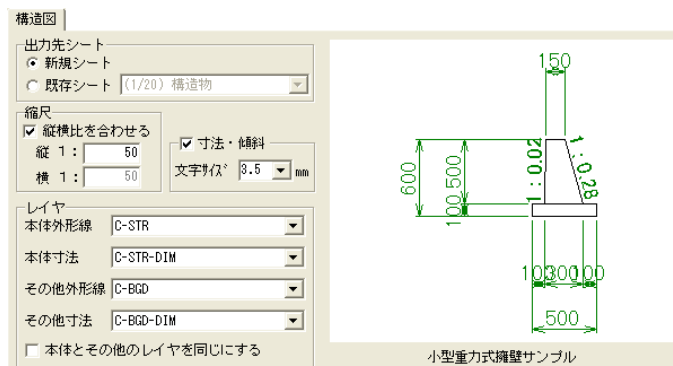 構造図
出力先シート
新規シート
既存シート (1/20) 構造物
縮尺
縦横比を合わせる
縦 1： 50
横 1： 50
寸法・傾斜
文字ｻｲｽﾞ 3.5 mm
レイヤ
本体外形線 C-STR
本体寸法 C-STR-DIM
その他外形線 C-BGD
その他寸法 C-BGD-DIM
本体とその他のレイヤを同じにする
150
600
500
100
1：0.02
1：0.28
100
300
100
500
小型重力式擁壁サンプル